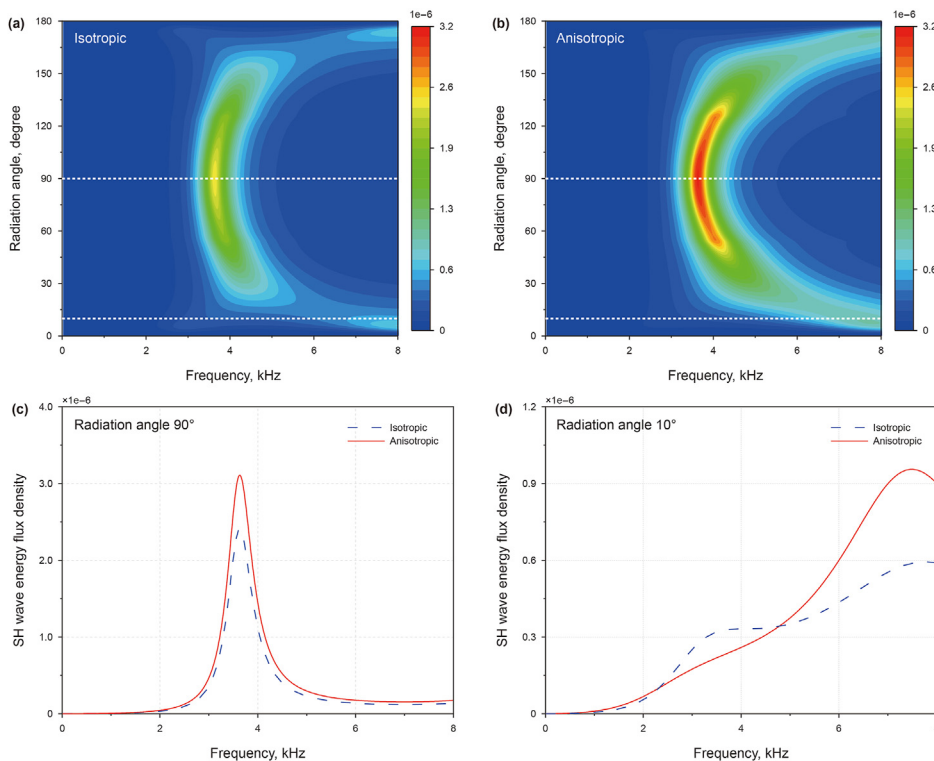 (a)
Isotropic
Radiation angle, degree
180
150
120
90
60
30
0
0
2
4
6
8
Frequency, kHz
1e–6
3.2
2.6
1.9
1.3
0.6
0
(b)
Anisotropic
Radiation angle, degree
180
150
120
90
60
30
0
0
2
4
6
8
Frequency, kHz
1e–6
3.2
2.6
1.9
1.3
0.6
0
(c)
×1e–6
Radiation angle 90°
Isotropic
Anisotropic
SH wave energy flux density
4.0
3.0
2.0
1.0
0
0
2
4
6
8
Frequency, kHz
(d)
×1e–6
Radiation angle 10°
Isotropic
Anisotropic
SH wave energy flux density
1.2
0.9
0.6
0.3
0
0
2
4
6
Frequency, kHz